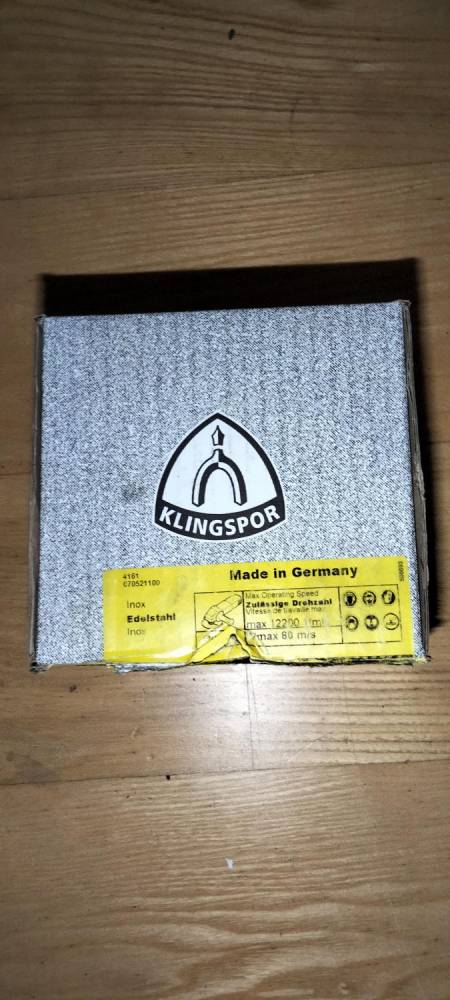 KLINGSPOR
4161
Made in Germany
Inox
Edelstahl
Inox
Max Operating Speed
Zulässige Drehzahl
Vitesse de travaille max
max 12200
max 80 m/s